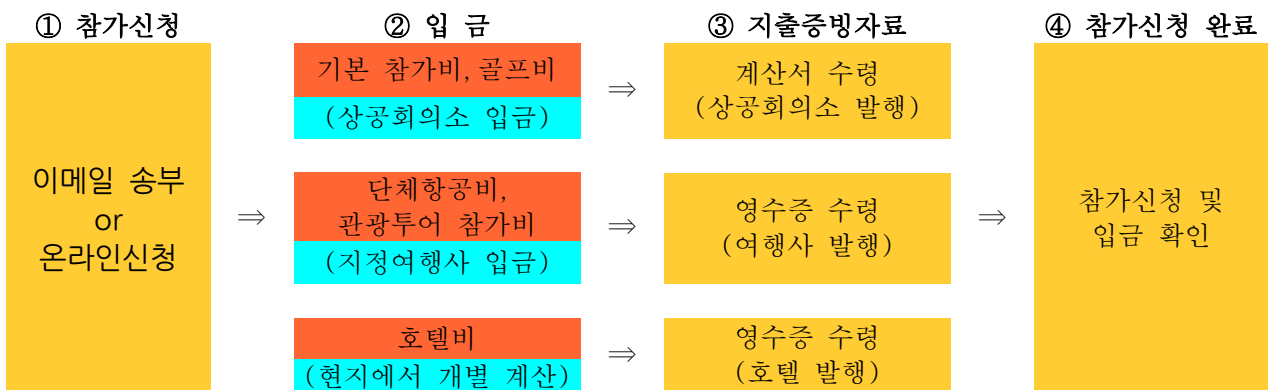 ① 참가신청
② 입 금
③ 지출증빙자료
④ 참가신청 완료
이메일 송부
or
온라인신청
⇒
기본 참가비, 골프비
(상공회의소 입금)
⇒
계산서 수령
(상공회의소 발행)
단체항공비,
관광투어 참가비
(지정여행사 입금)
⇒
영수증 수령
(여행사 발행)
호텔비
(현지에서 개별 계산)
⇒
영수증 수령
(호텔 발행)
⇒
참가신청 및
입금 확인